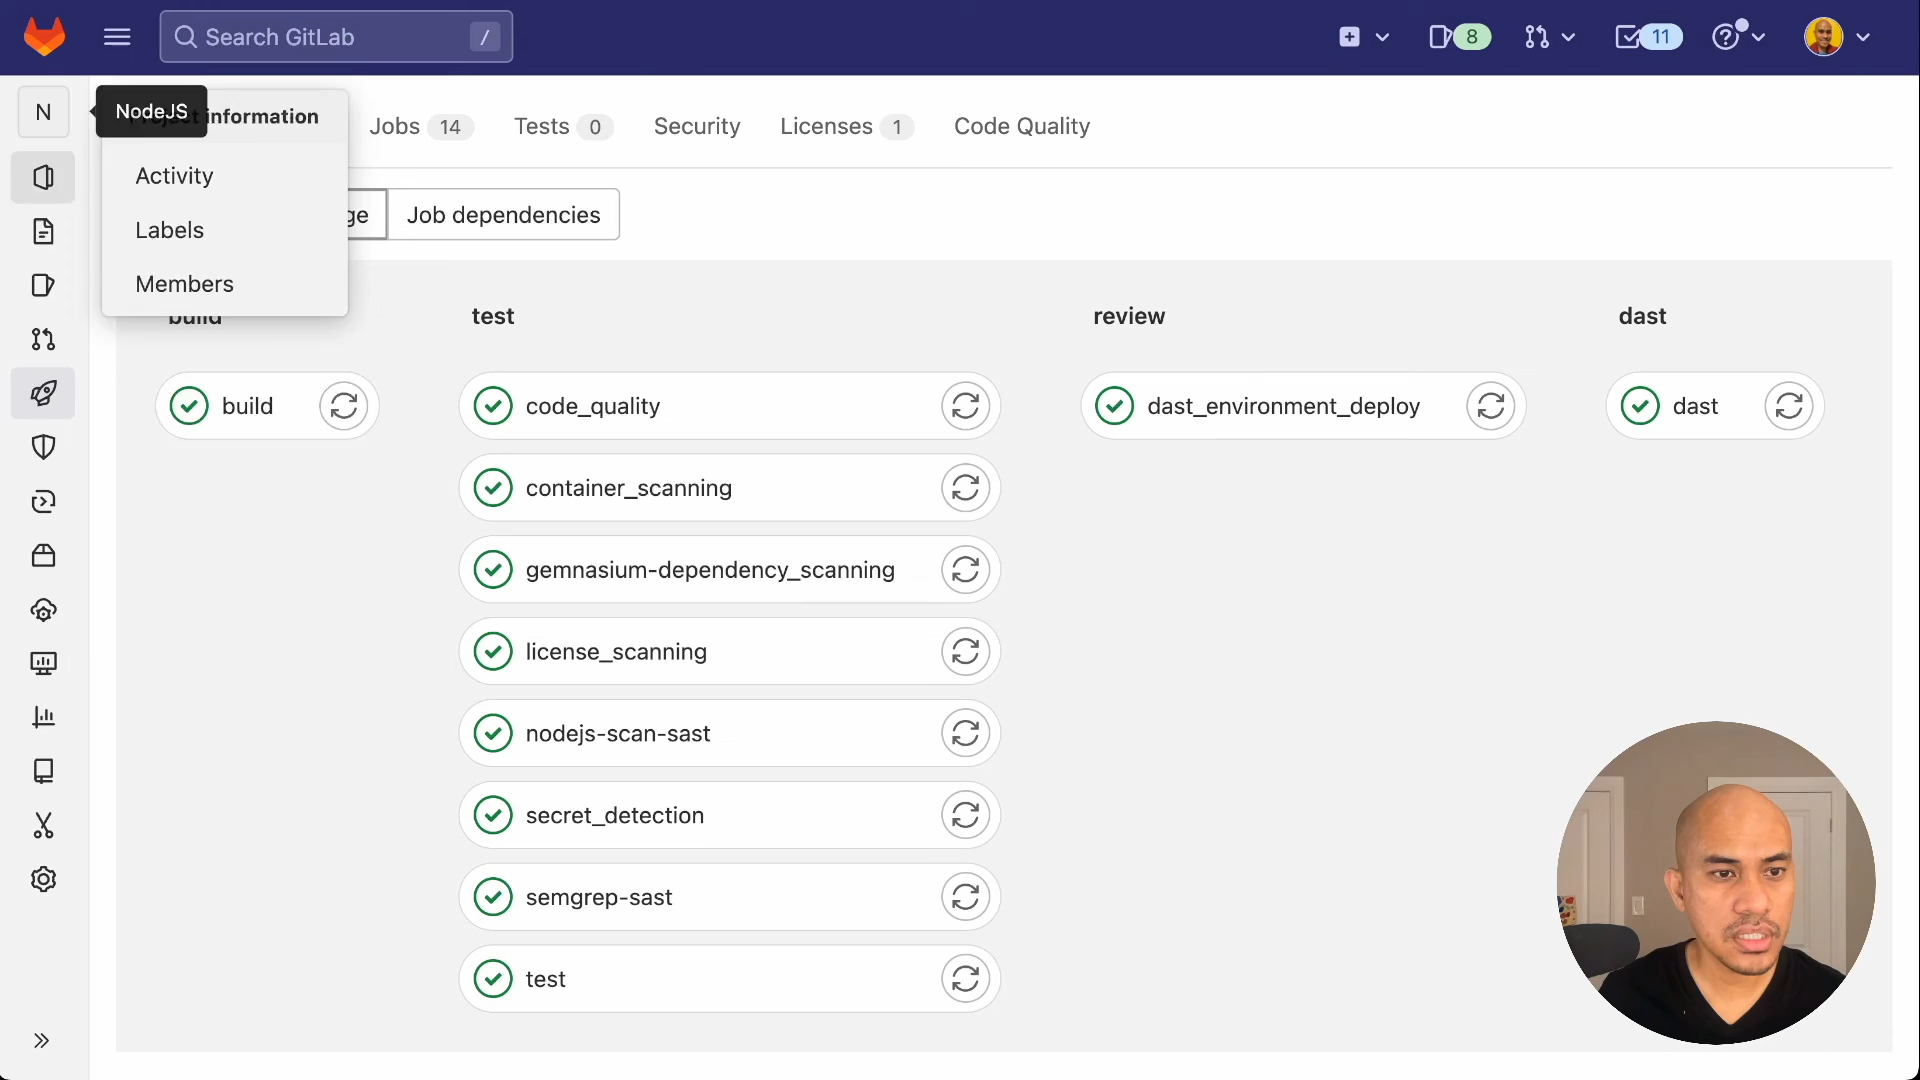 Search GitLab /
8
11
N
NodeJS
information
Jobs 14
Tests 0
Security
Licenses 1
Code Quality
Activity
Labels
Members
ge
Job dependencies
build
test
review
dast
build
code_quality
container_scanning
gemnasium-dependency_scanning
license_scanning
nodejs-scan-sast
secret_detection
semgrep-sast
test
dast_environment_deploy
dast